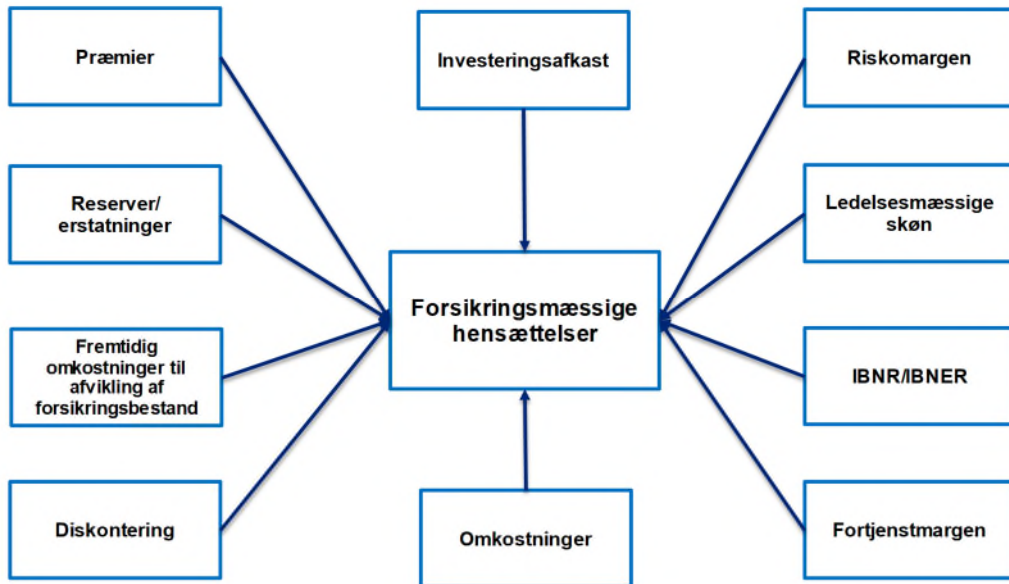 Præmier
Investeringsafkast
Riskomargen
Reserver/
erstatninger
Ledelsesmæssige
skøn
Forsikringsmæssige
hensættelser
Fremtidig
omkostninger til
afvikling af
forsikringsbestand
IBNR/IBNER
Diskontering
Omkostninger
Fortjenstmargen